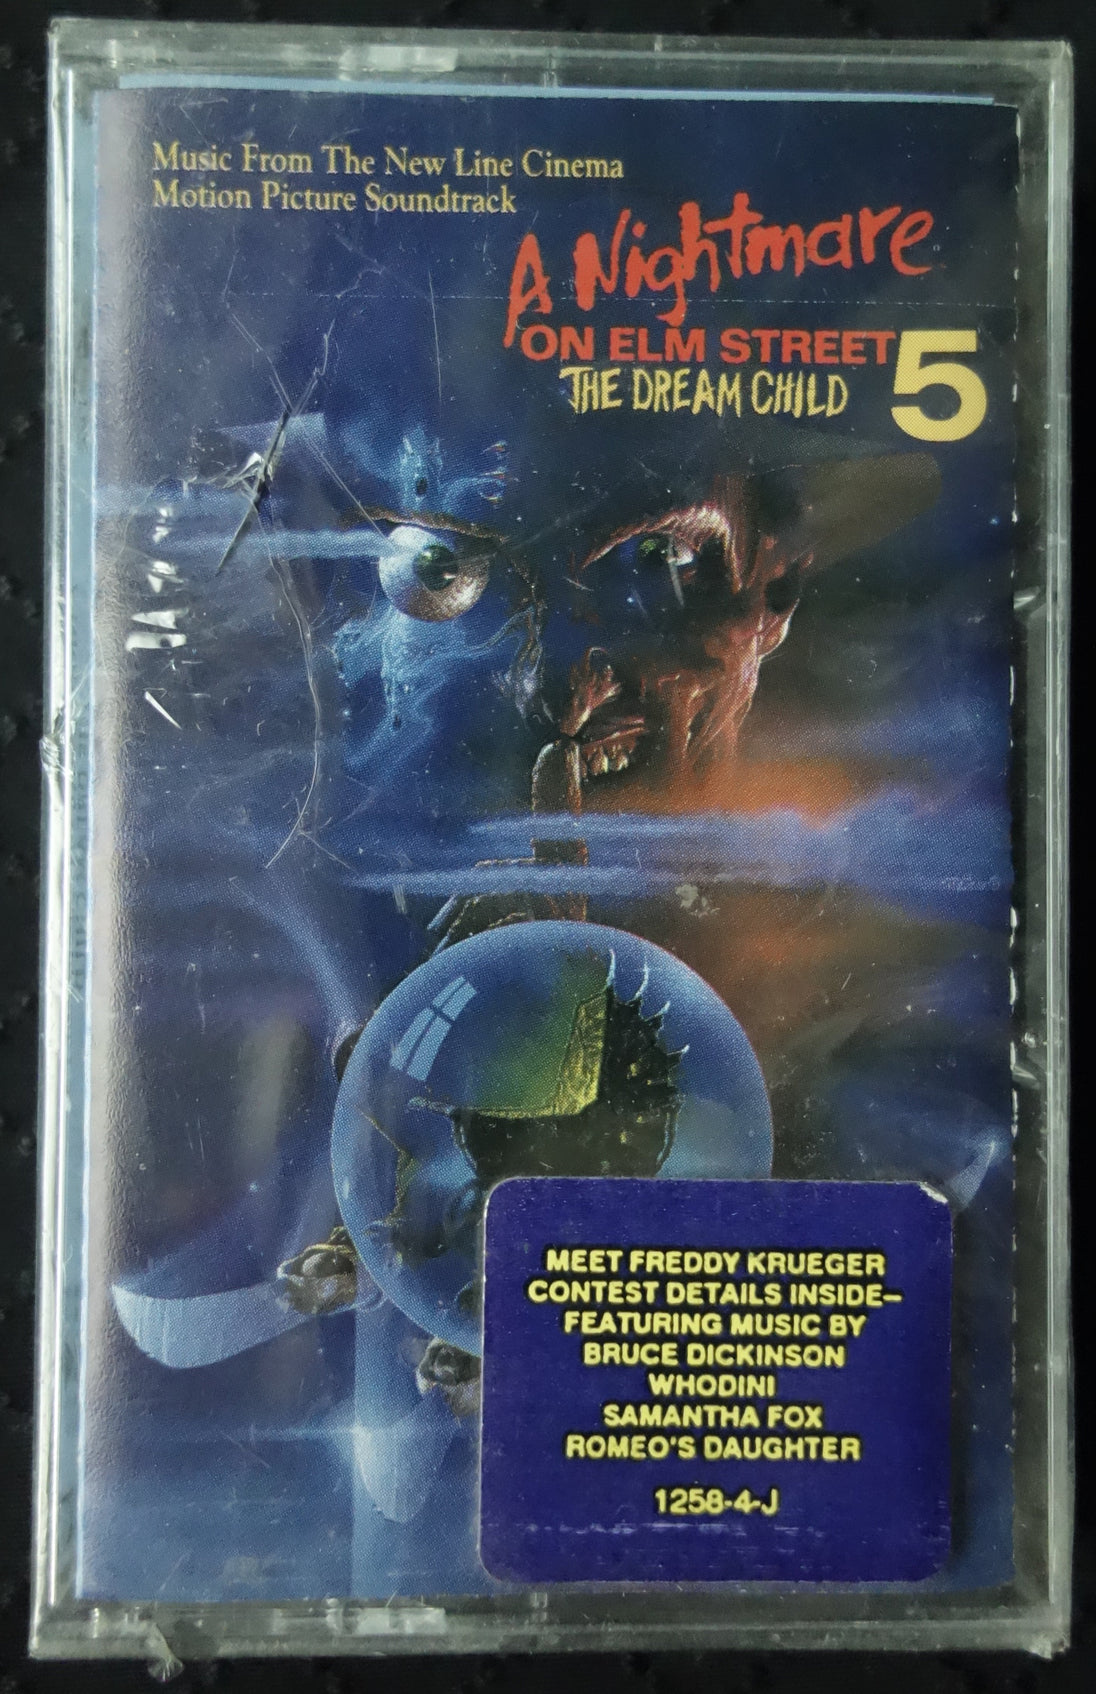 Music From The New Line Cinema
Motion Picture Soundtrack
A Nightmare
ON ELM STREET 5
THE DREAM CHILD
MEET FREDDY KRUEGER
CONTEST DETAILS INSIDE—
FEATURING MUSIC BY
BRUCE DICKINSON
WHODINI
SAMANTHA FOX
ROMEO'S DAUGHTER
1258-4-J